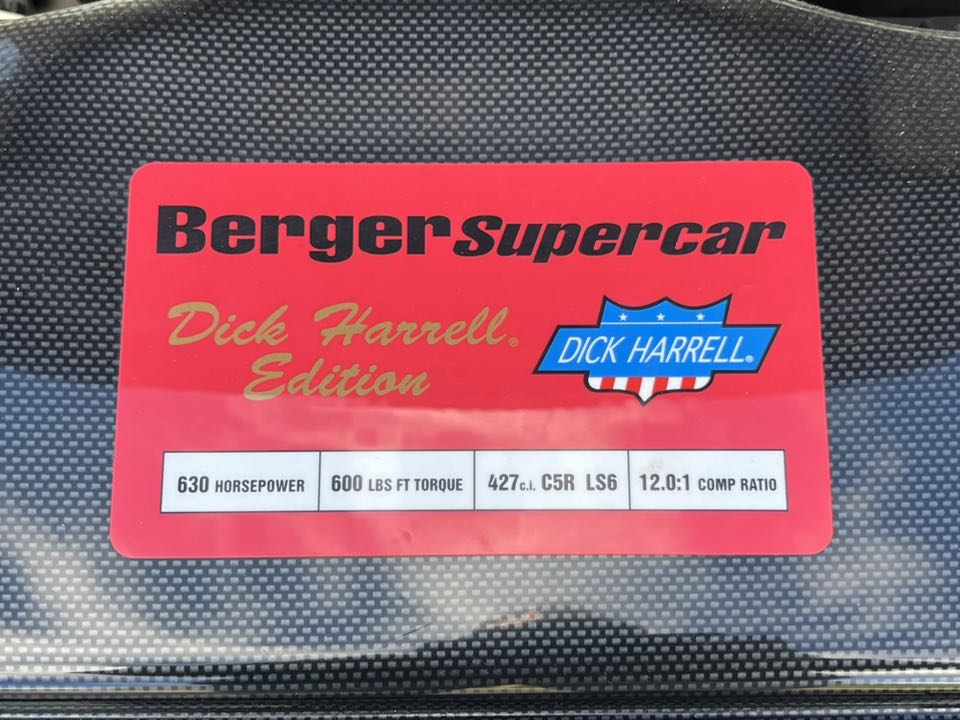 Berger Supercar
Dick Harrell®
Edition
DICK HARRELL®
630 HORSEPOWER
600 LBS FT TORQUE
427 c.i. C5R LS6
12.0:1 COMP RATIO